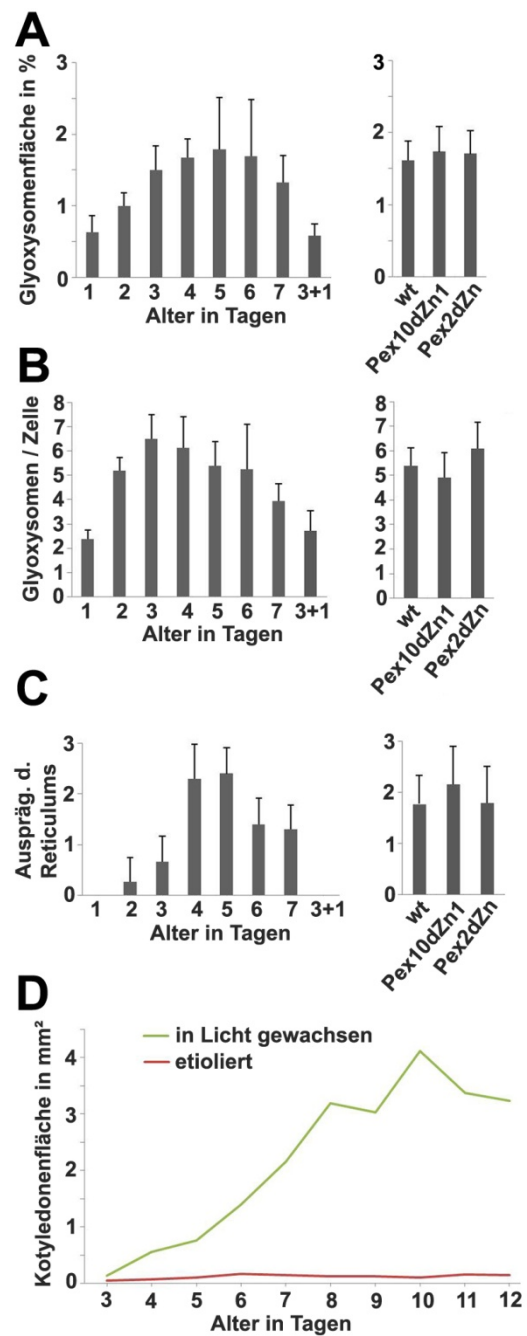 A
Glyoxysomenfläche in %
3
2
1
0
1 2 3 4 5 6 7 3+1
Alter in Tagen
3
2
1
0
wt
Pex10dZn1
Pex2dZn
B
Glyoxysomen / Zelle
8
7
6
5
4
3
2
1
0
1 2 3 4 5 6 7 3+1
Alter in Tagen
8
7
6
5
4
3
2
1
0
wt
Pex10dZn1
Pex2dZn
C
Auspräg. d.
Reticulums
3
2
1
0
1 2 3 4 5 6 7 3+1
Alter in Tagen
3
2
1
0
wt
Pex10dZn1
Pex2dZn
D
Kotyledonenfläche in mm²
in Licht gewachsen
etioliert
4
3
2
1
0
3 4 5 6 7 8 9 10 11 12
Alter in Tagen